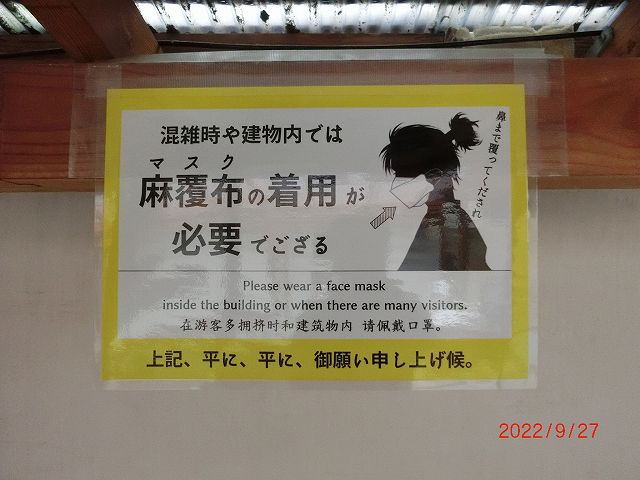 混雑時や建物内では
マスク
麻覆布の着用が
必要でござる
鼻まで覆ってくだされ
Please wear a face mask
inside the building or when there are many visitors.
在游客多拥挤时和建筑物内 请佩戴口罩。
上記、平に、平に、御願い申し上げ候。
2022/9/27